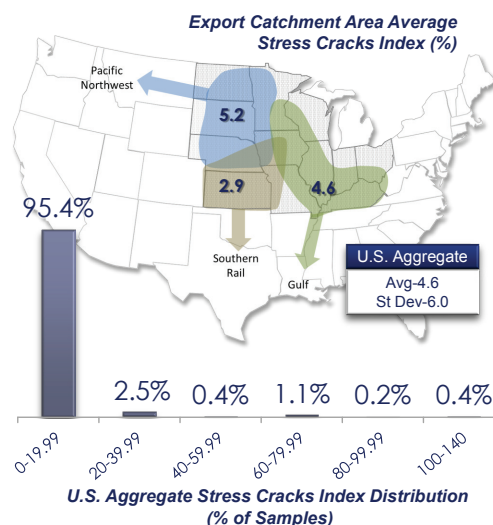 Export Catchment Area Average
Stress Cracks Index (%)
Pacific
Northwest
5.2
2.9
4.6
Southern
Rail
Gulf
U.S. Aggregate
Avg-4.6
St Dev-6.0
95.4%
2.5%
0.4%
1.1%
0.2%
0.4%
0-19.99
20-39.99
40-59.99
60-79.99
80-99.99
100-140
U.S. Aggregate Stress Cracks Index Distribution
(% of Samples)